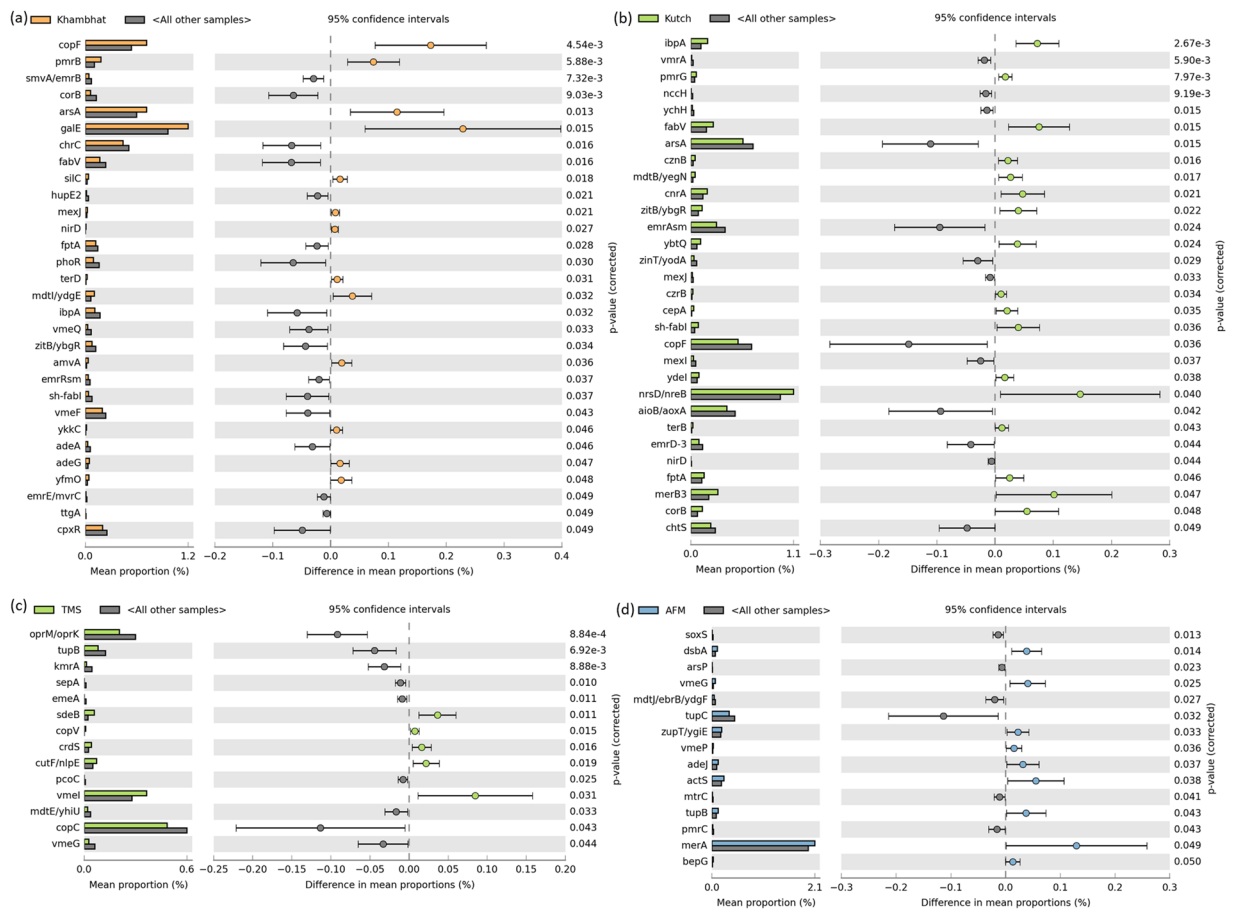 (a) Khambhat <All other samples> 95% confidence intervals
copF 4.54e-3
pmrB 5.88e-3
smvA/emrB 7.32e-3
corB 9.03e-3
arsA 0.013
galE 0.015
chrC 0.016
fabV 0.016
silC 0.018
hupE2 0.021
mexJ 0.021
nirD 0.027
fptA 0.028
phoR 0.030
terD 0.031
mdtI/ydgE 0.032
ibpA 0.032
vmeQ 0.033
zitB/ybgR 0.034
amvA 0.036
emrRsm 0.037
sh-fabI 0.037
vmeF 0.043
ykkC 0.046
adeA 0.046
adeG 0.047
yfmO 0.048
emrE/mvrC 0.049
ttgA 0.049
cpxR 0.049
p-value (corrected)
0.0 1.2 −0.2 −0.1 0.0 0.1 0.2 0.3 0.4
Mean proportion (%) Difference in mean proportions (%)
(b) Kutch <All other samples> 95% confidence intervals
ibpA 2.67e-3
vmrA 5.90e-3
pmrG 7.97e-3
nccH 9.19e-3
ychH 0.015
fabV 0.015
arsA 0.015
cznB 0.016
mdtB/yegN 0.017
cnrA 0.021
zitB/ybgR 0.022
emrAsm 0.024
ybtQ 0.024
zinT/yodA 0.029
mexJ 0.033
czrB 0.034
cepA 0.035
sh-fabI 0.036
copF 0.036
mexI 0.037
ydeI 0.038
nrsD/nreB 0.040
aioB/aoxA 0.042
terB 0.043
emrD-3 0.044
nirD 0.044
fptA 0.046
merB3 0.047
corB 0.048
chtS 0.049
p-value (corrected)
0.0 1.1 −0.3 −0.2 −0.1 0.0 0.1 0.2 0.3
Mean proportion (%) Difference in mean proportions (%)
(c) TMS <All other samples> 95% confidence intervals
oprM/oprK 8.84e-4
tupB 6.92e-3
kmrA 8.88e-3
sepA 0.010
emeA 0.011
sdeB 0.011
copV 0.015
crdS 0.016
cutF/nlpE 0.019
pcoC 0.025
vmeI 0.031
mdtE/yhiU 0.033
copC 0.043
vmeG 0.044
p-value (corrected)
0.0 0.6 −0.25 −0.20 −0.15 −0.10 −0.05 0.00 0.05 0.10 0.15 0.20
Mean proportion (%) Difference in mean proportions (%)
(d) AFM <All other samples> 95% confidence intervals
soxS 0.013
dsbA 0.014
arsP 0.023
vmeG 0.025
mdtJ/ebrB/ydgF 0.027
tupC 0.032
zupT/ygiE 0.033
vmeP 0.036
adeJ 0.037
actS 0.038
mtrC 0.041
tupB 0.043
pmrC 0.043
merA 0.049
bepG 0.050
p-value (corrected)
0.0 2.1 −0.3 −0.2 −0.1 0.0 0.1 0.2 0.3
Mean proportion (%) Difference in mean proportions (%)